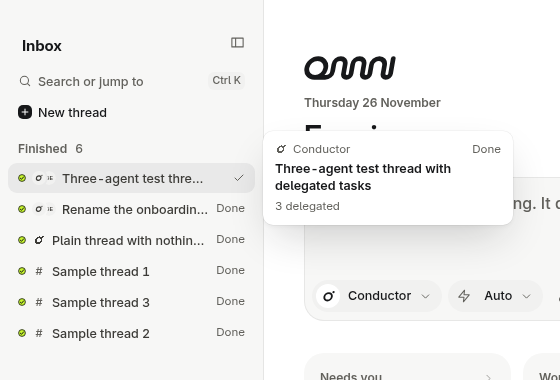 Inbox
Search or jump to Ctrl K
New thread
Finished 6
Three-agent test thre...
Rename the onboardin... Done
Plain thread with nothin... Done
# Sample thread 1 Done
# Sample thread 3 Done
# Sample thread 2 Done
omni
Thursday 26 November
Conductor Done
Three-agent test thread with
delegated tasks
3 delegated
ng. It
Conductor
Auto
Needs you